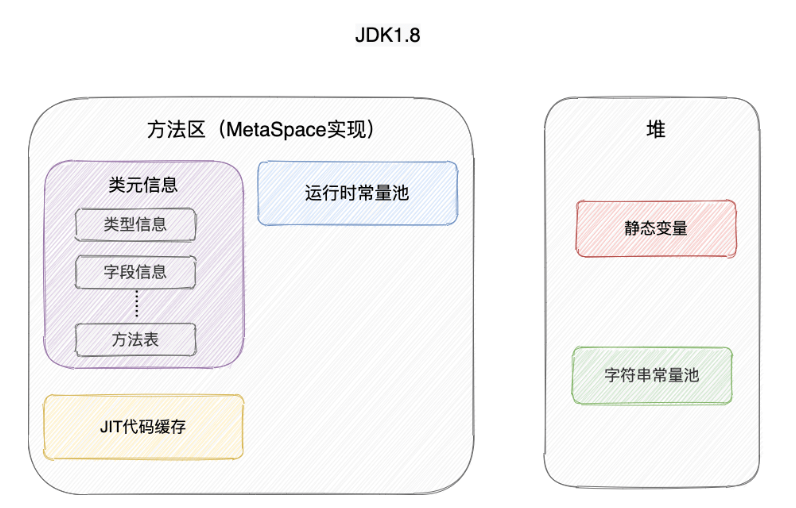 JDK1.8
方法区（MetaSpace实现）
类元信息
类型信息
字段信息
方法表
运行时常量池
JIT代码缓存
堆
静态变量
字符串常量池